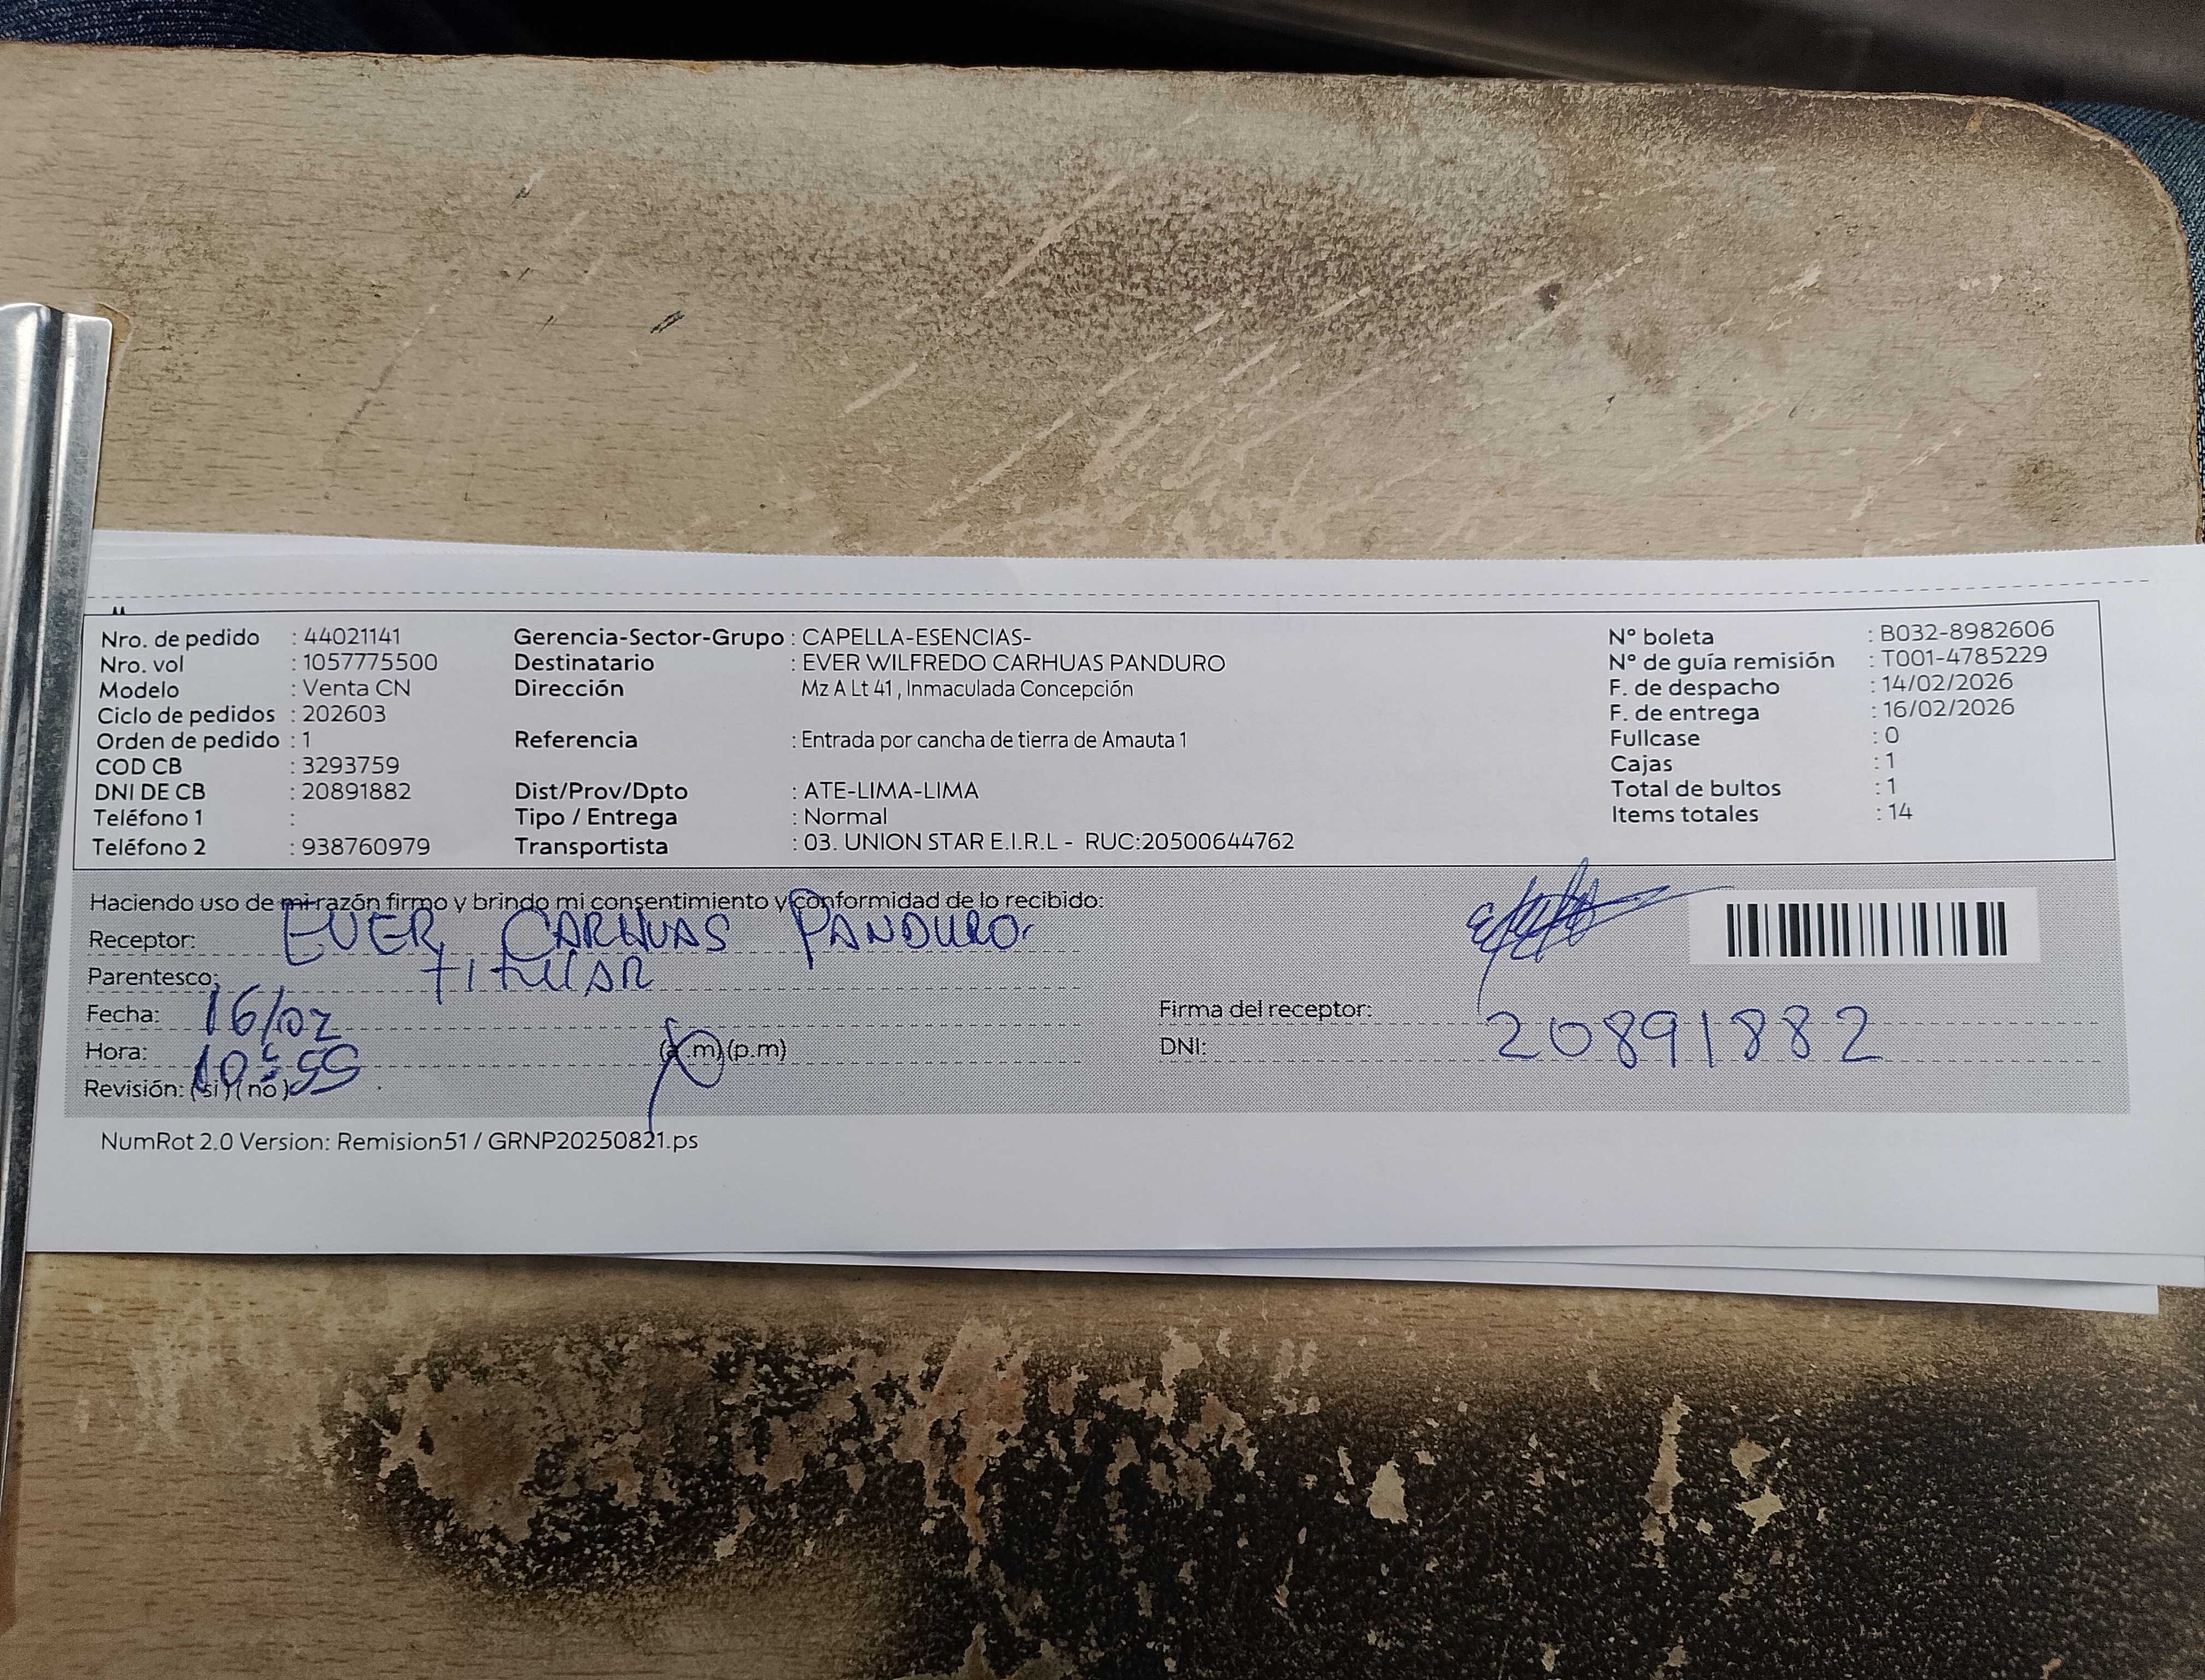 Nro. de pedido : 44021141 Gerencia-Sector-Grupo : CAPELLA-ESENCIAS- N° boleta : B032-8982606
Nro. vol : 1057775500 Destinatario : EVER WILFREDO CARHUAS PANDURO N° de guía remisión : T001-4785229
Modelo : Venta CN Dirección Mz A Lt 41 , Inmaculada Concepción F. de despacho : 14/02/2026
Ciclo de pedidos : 202603 F. de entrega : 16/02/2026
Orden de pedido : 1 Referencia : Entrada por cancha de tierra de Amauta 1 Fullcase : 0
COD CB : 3293759 Cajas : 1
DNI DE CB : 20891882 Dist/Prov/Dpto : ATE-LIMA-LIMA Total de bultos : 1
Teléfono 1 : Tipo / Entrega : Normal Items totales : 14
Teléfono 2 : 938760979 Transportista : 03. UNION STAR E.I.R.L - RUC:20500644762
Haciendo uso de mi razón firmo y brindo mi consentimiento y conformidad de lo recibido:
Receptor: EVER CARHUAS PANDURO
Parentesco: TITULAR
Fecha: 16/02 Firma del receptor:
Hora: 10:55 (a.m)(p.m) DNI: 20891882
Revisión: (si)(no)
NumRot 2.0 Version: Remision51 / GRNP20250821.ps